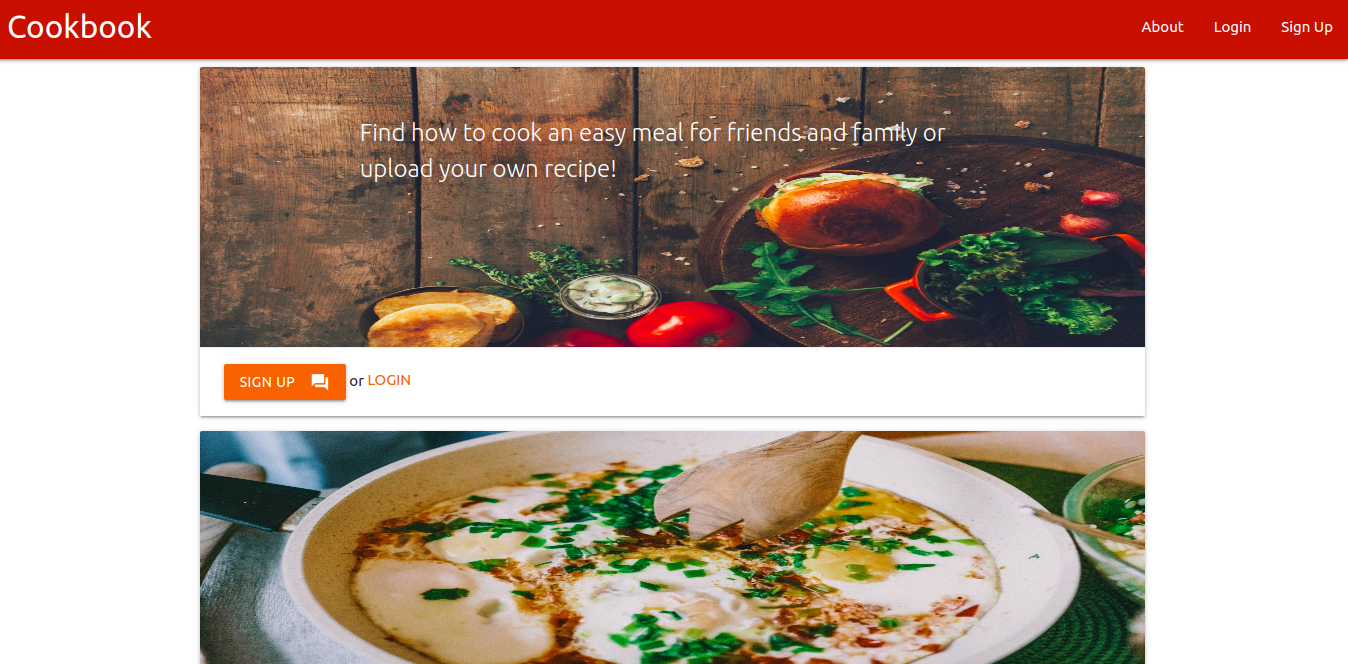 Cookbook
About Login Sign Up
Find how to cook an easy meal for friends and family or
upload your own recipe!
SIGN UP or LOGIN